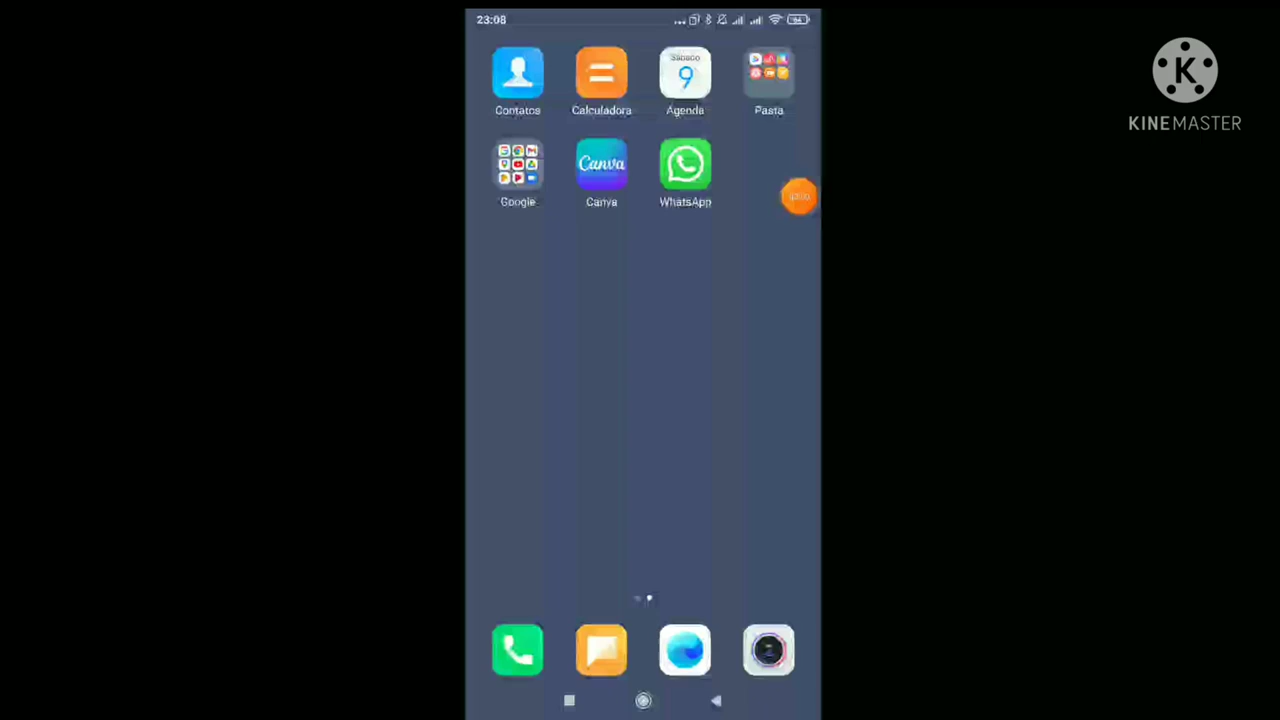 23:08
Sábado
9
Contatos
Calculadora
Agenda
Pasta
Canva
Google
Canva
WhatsApp
K
KINEMASTER